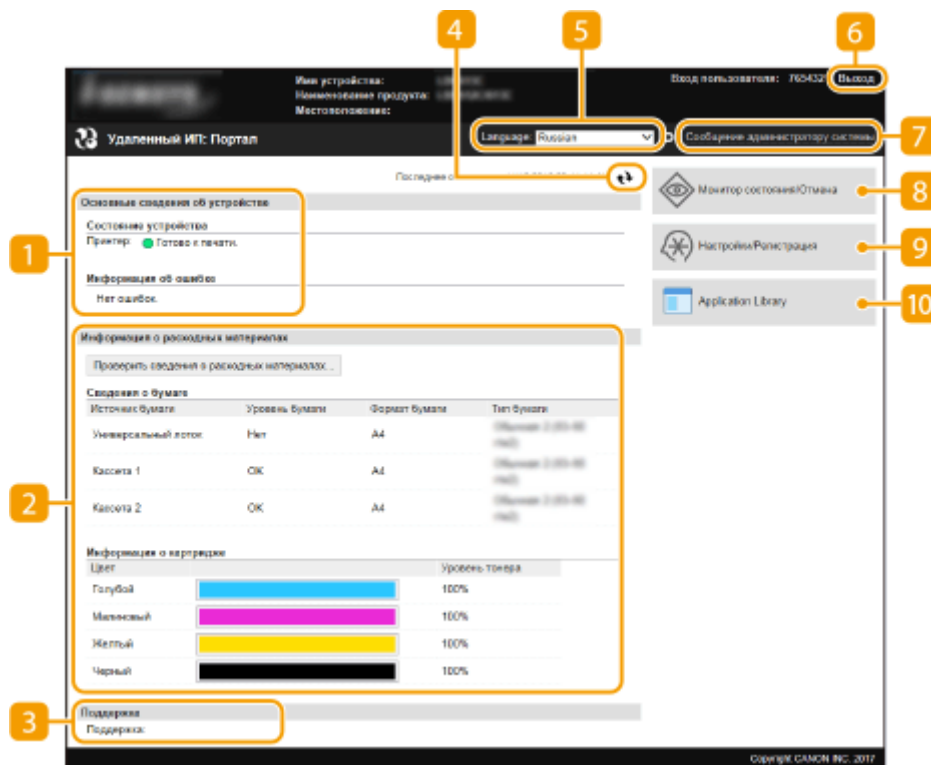 4
5
6
Имя устройства:
Вход пользователя: 765432 Выход
Наименование продукта:
Местоположение:
Удаленный ИП: Портал
Language: Russian
Сообщение администратору системы
7
Последнее о
Монитор состояния/Отмена
8
Основные сведения об устройстве
Состояние устройства
1
Принтер: Готово к печати.
Настройки/Регистрация
9
Информация об ошибке
Нет ошибок.
Application Library
10
Информация о расходных материалах
Проверить сведения о расходных материалах...
Сведения о бумаге
Источник бумаги Уровень бумаги Формат бумаги Тип бумаги
Универсальный лоток Нет A4
Кассета 1 OK A4
2
Кассета 2 OK A4
Информация о картридже
Цвет Уровень тонера
Голубой 100%
Малиновый 100%
Желтый 100%
Черный 100%
3
Поддержка
Поддержка:
Copyright CANON INC. 2017